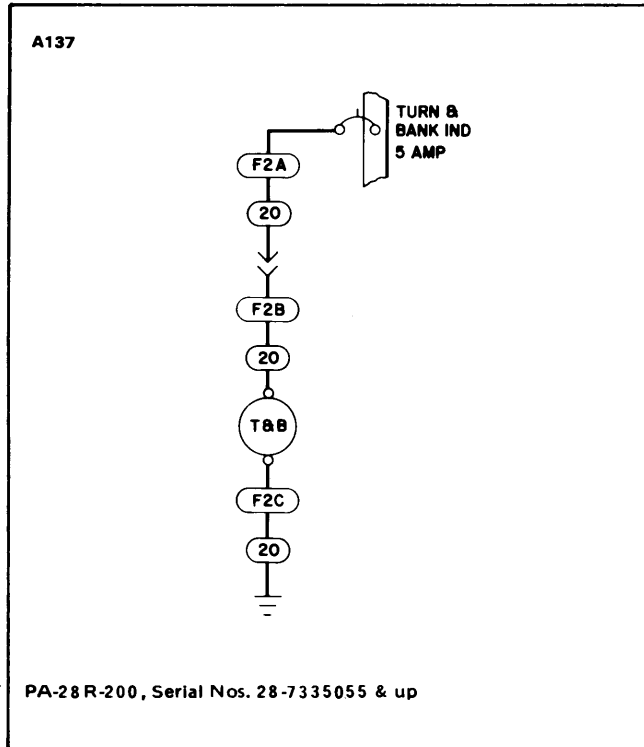 A137
TURN &
BANK IND
5 AMP
F2A
20
F2B
20
T&B
F2C
20
PA-28R-200, Serial Nos. 28-7335055 & up